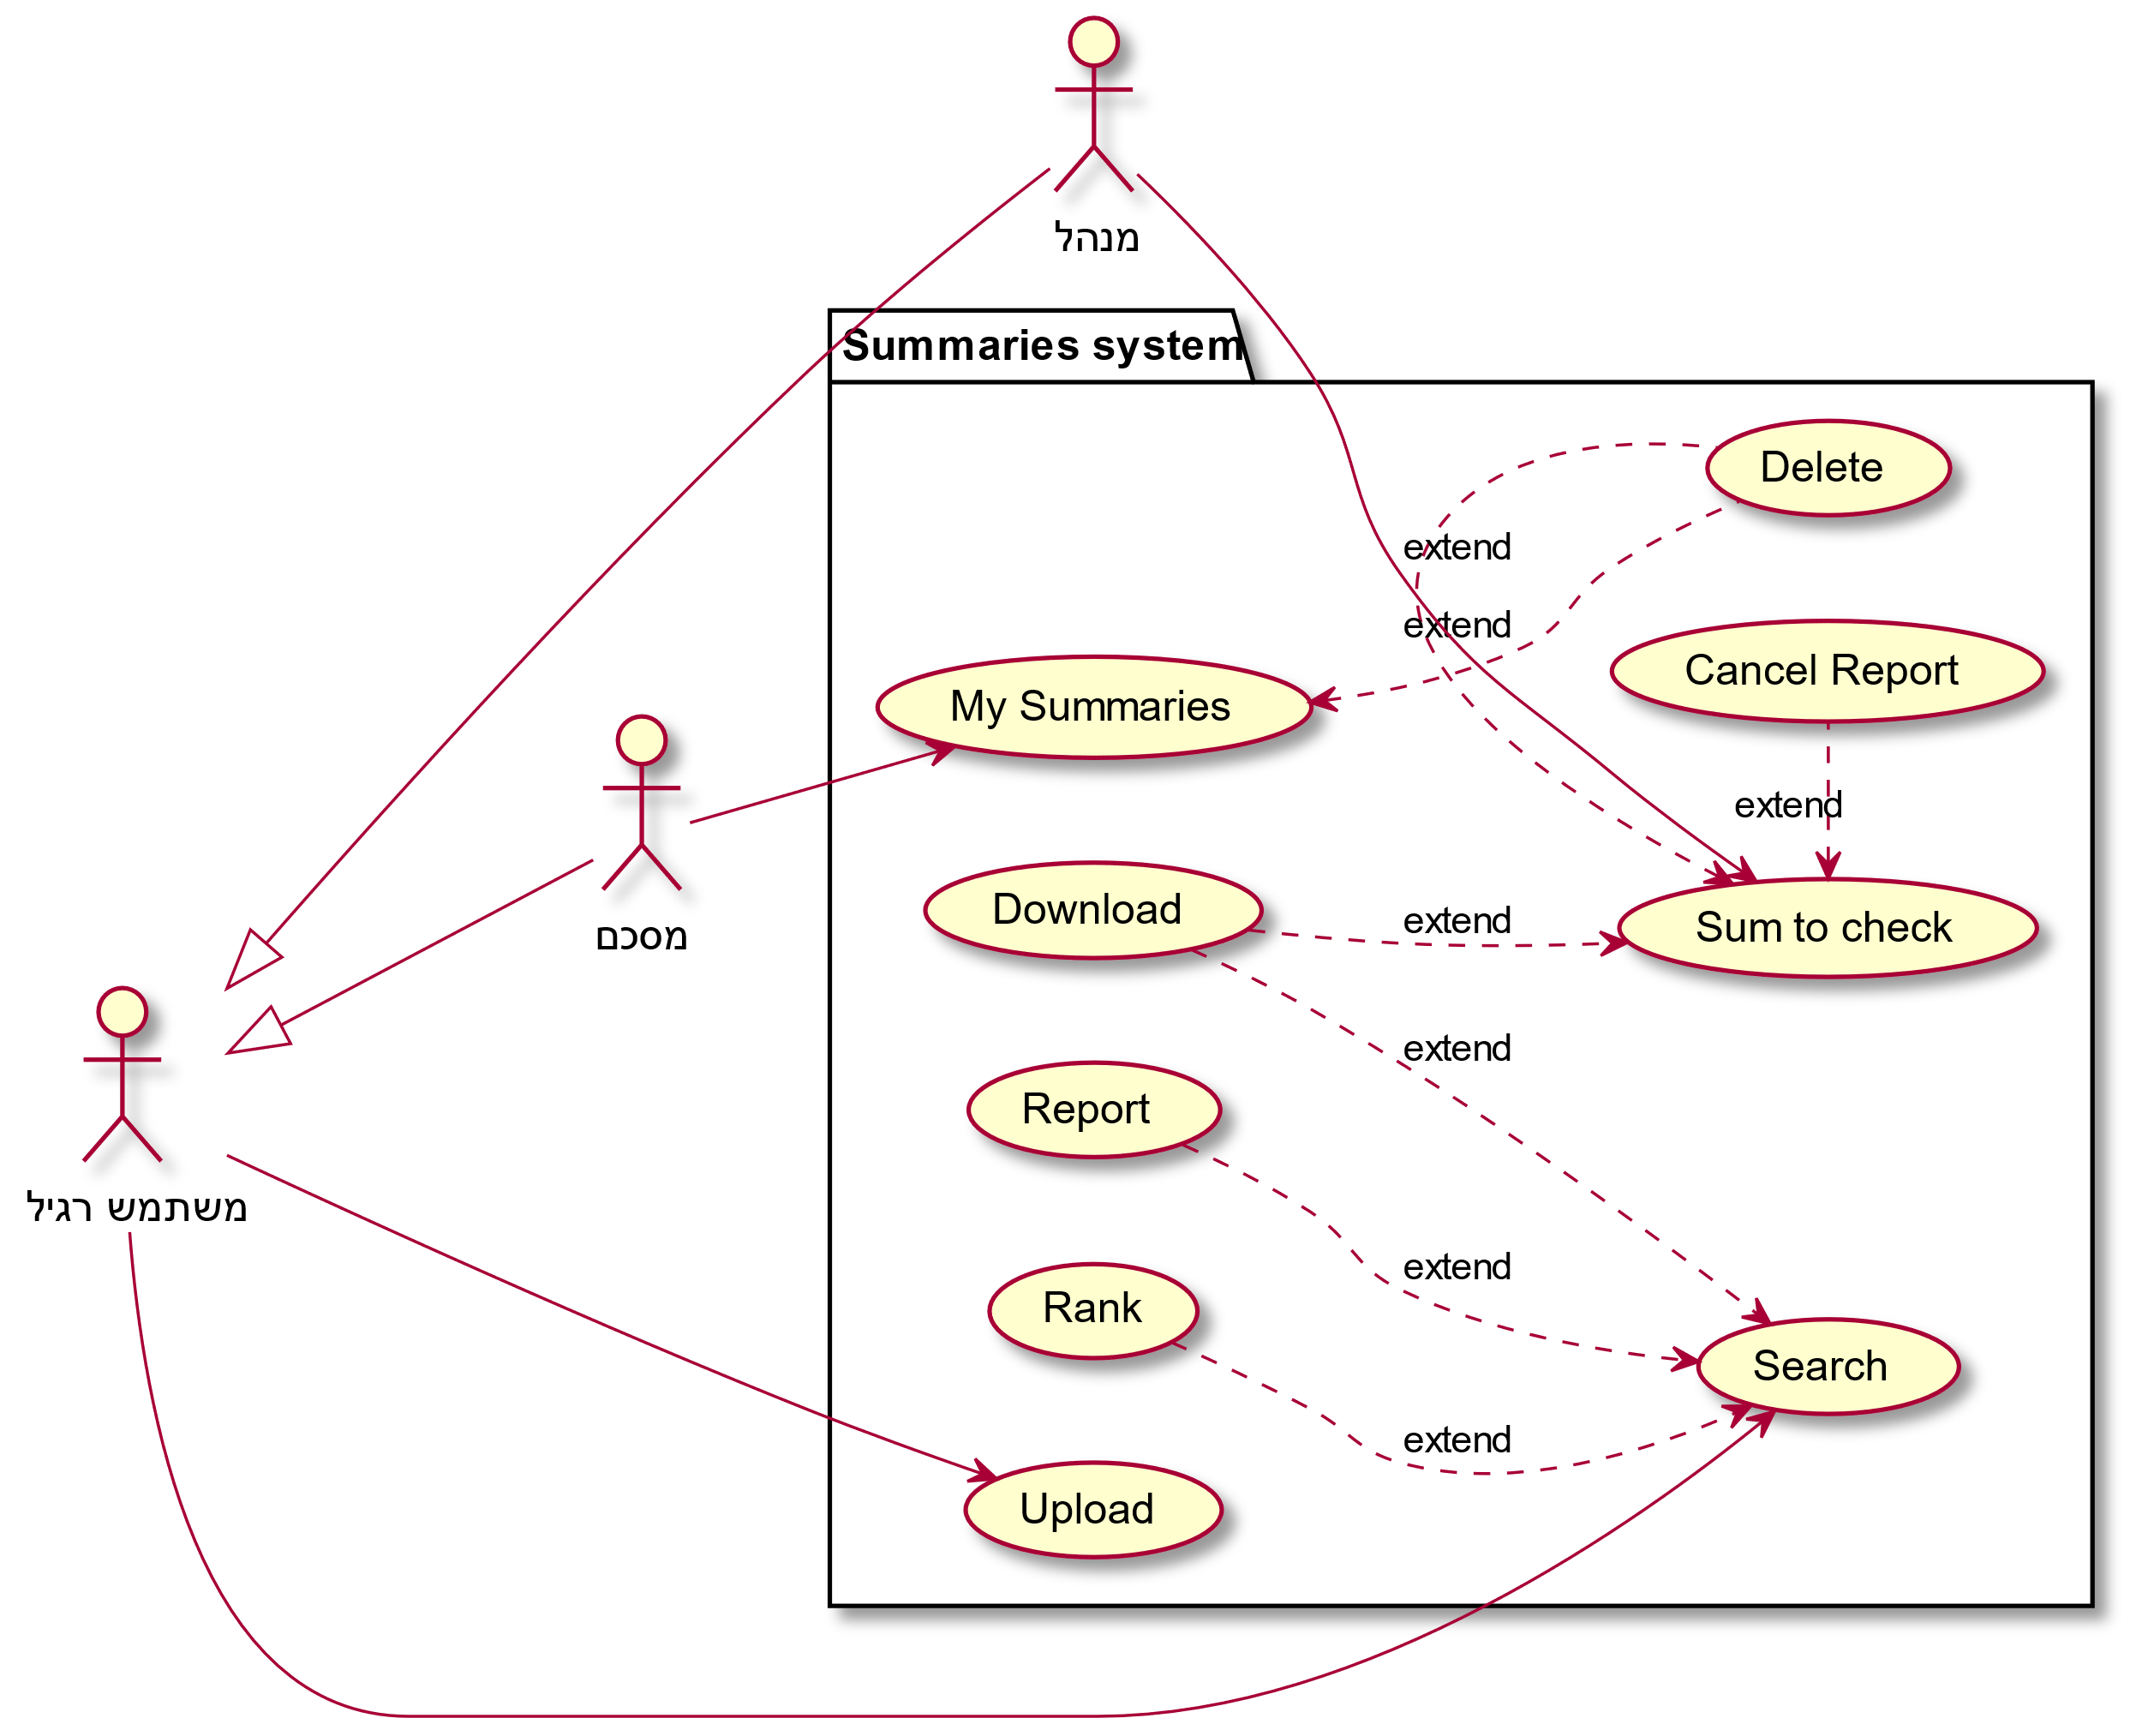 מנהל
Summaries system
Delete
extend
extend
Cancel Report
My Summaries
extend
מסכם
Download
extend
Sum to check
extend
Report
משתמש רגיל
extend
Rank
Search
extend
Upload